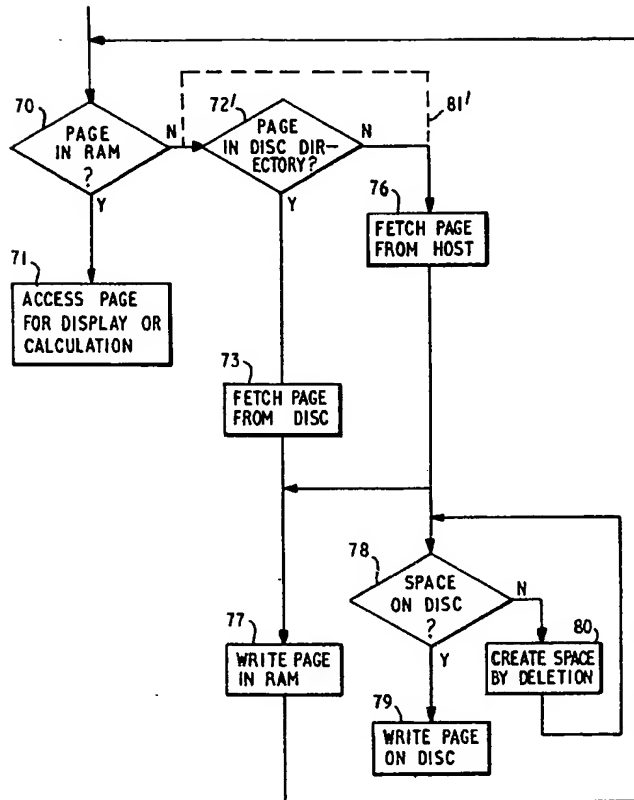 70
PAGE
IN RAM
?
N
Y
72'
PAGE
IN DISC DIR-
ECTORY?
N
Y
81'
76
FETCH PAGE
FROM HOST
71
ACCESS PAGE
FOR DISPLAY OR
CALCULATION
73
FETCH PAGE
FROM DISC
78
SPACE
ON DISC
?
N
Y
77
WRITE PAGE
IN RAM
80
CREATE SPACE
BY DELETION
79
WRITE PAGE
ON DISC